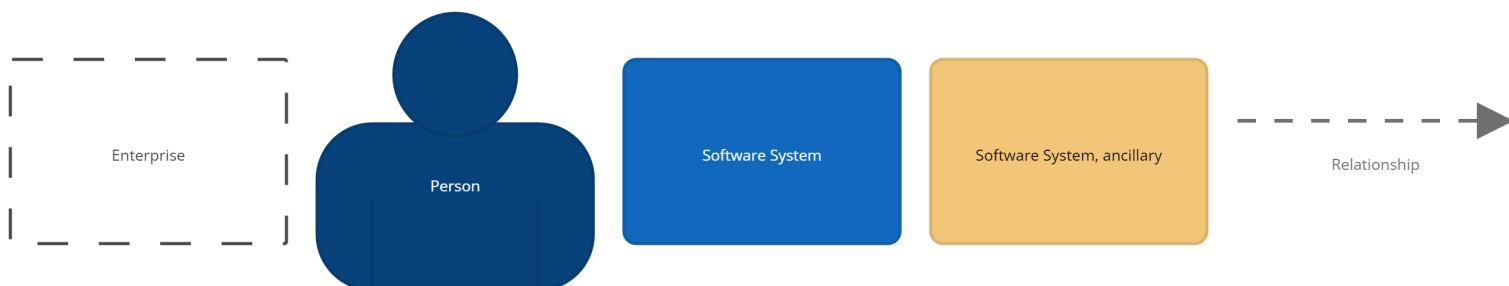 Enterprise
Person
Software System
Software System, ancillary
Relationship